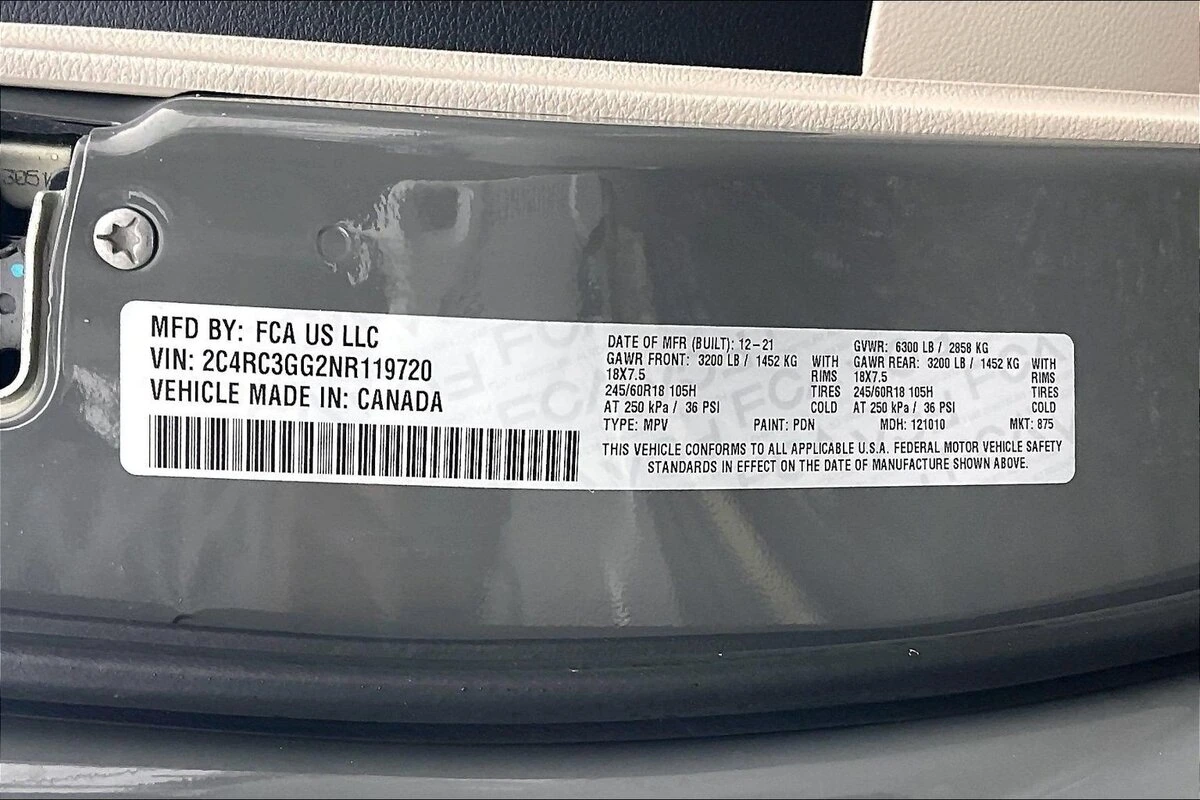 305
MFD BY: FCA US LLC
VIN: 2C4RC3GG2NR119720
VEHICLE MADE IN: CANADA
DATE OF MFR (BUILT): 12-21 GVWR: 6300 LB / 2858 KG
GAWR FRONT: 3200 LB / 1452 KG WITH GAWR REAR: 3200 LB / 1452 KG WITH
18X7.5 RIMS 18X7.5 RIMS
245/60R18 105H TIRES 245/60R18 105H TIRES
AT 250 kPa / 36 PSI COLD AT 250 kPa / 36 PSI COLD
TYPE: MPV PAINT: PDN MDH: 121010 MKT: 875
THIS VEHICLE CONFORMS TO ALL APPLICABLE U.S.A. FEDERAL MOTOR VEHICLE SAFETY
STANDARDS IN EFFECT ON THE DATE OF MANUFACTURE SHOWN ABOVE.